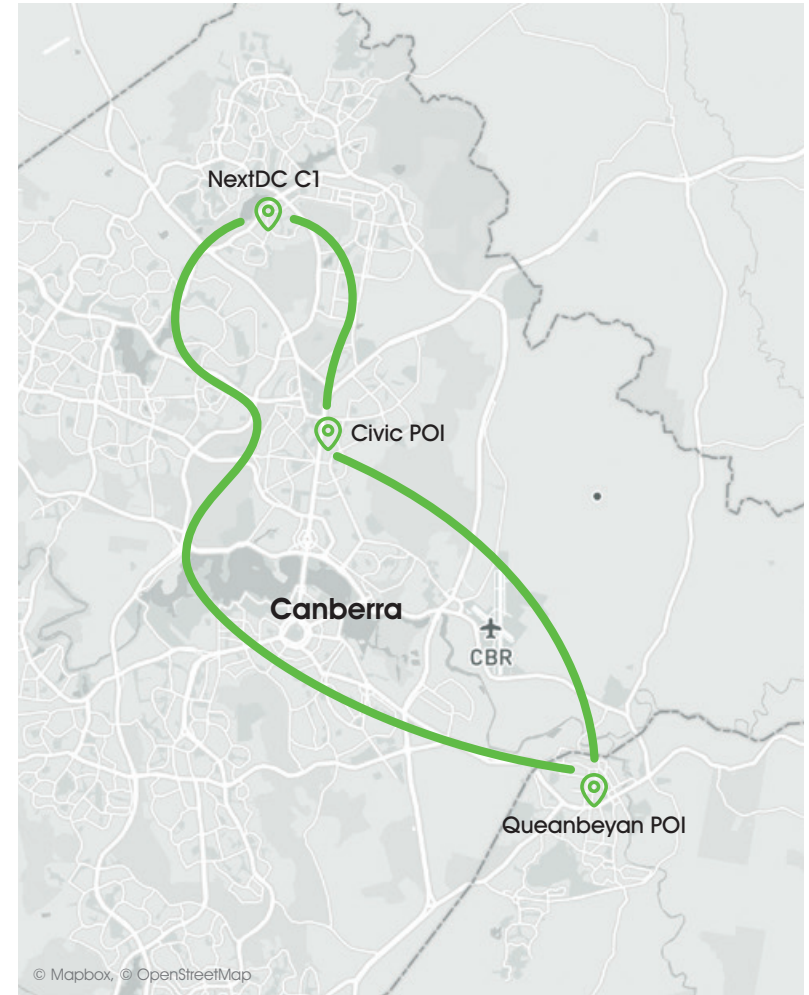 NextDC C1
Civic POI
Canberra
CBR
Queanbeyan POI
© Mapbox, © OpenStreetMap